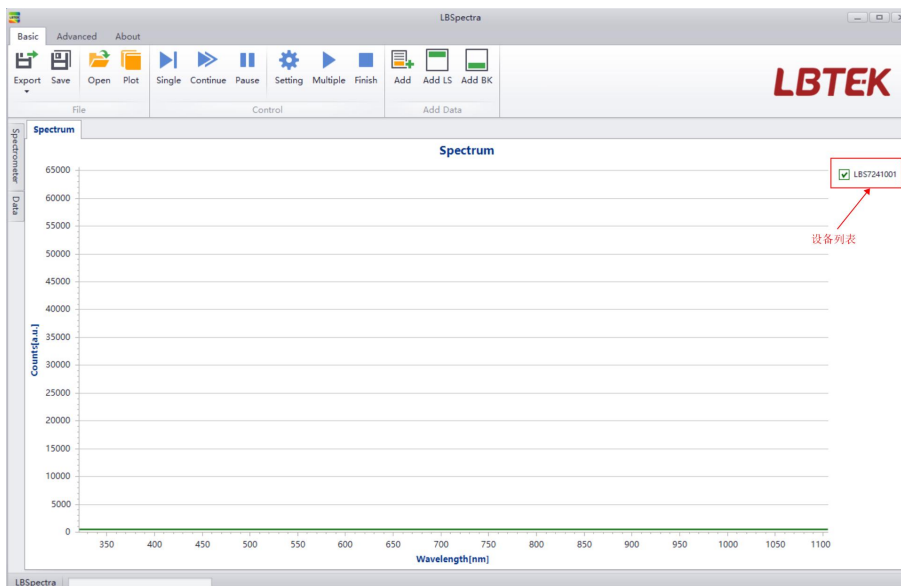 LBSpectra
Basic Advanced About
Export Save Open Plot Single Continue Pause Setting Multiple Finish Add Add LS Add BK
File Control Add Data
LBTEK
Spectrometer
Data
Spectrum
Spectrum
LBS7241001
设备列表
Counts[a.u.]
65000
60000
55000
50000
45000
40000
35000
30000
25000
20000
15000
10000
5000
0
350 400 450 500 550 600 650 700 750 800 850 900 950 1000 1050 1100
Wavelength[nm]
LBSpectra